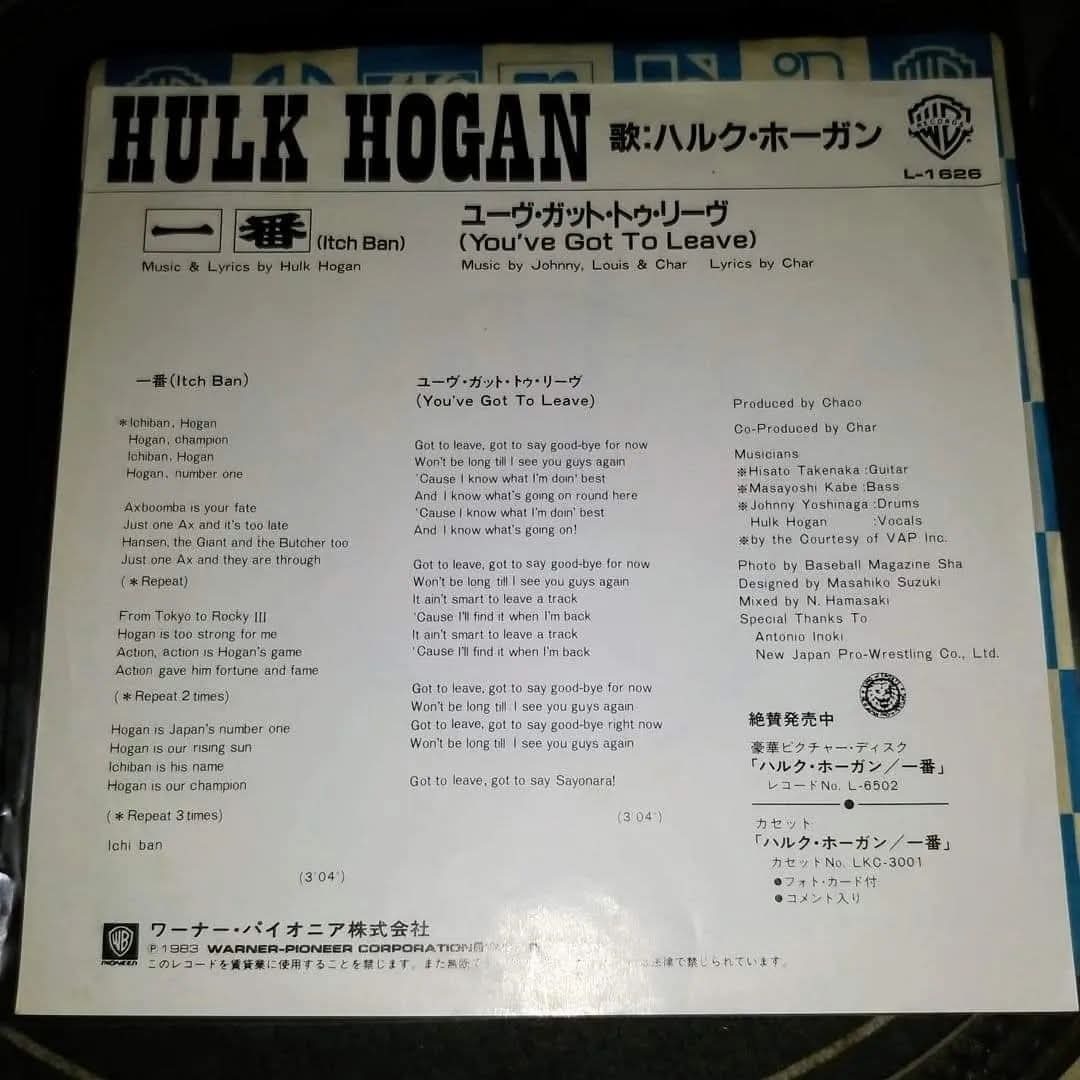 HULK HOGAN 歌:ハルク・ホーガン
L-1626
一番 (Itch Ban)
Music & Lyrics by Hulk Hogan
ユーヴ・ガット・トゥ・リーヴ
(You've Got To Leave)
Music by Johnny, Louis & Char Lyrics by Char
一番(Itch Ban)
*Ichiban, Hogan
Hogan, champion
Ichiban, Hogan
Hogan, number one
Axboomba is your fate
Just one Ax and it's too late
Hansen, the Giant and the Butcher too
Just one Ax and they are through
(*Repeat)
From Tokyo to Rocky III
Hogan is too strong for me
Action, action is Hogan's game
Action gave him fortune and fame
(*Repeat 2 times)
Hogan is Japan's number one
Hogan is our rising sun
Ichiban is his name
Hogan is our champion
(*Repeat 3 times)
Ichi ban
(3'04")
ユーヴ・ガット・トゥ・リーヴ
(You've Got To Leave)
Got to leave, got to say good-bye for now
Won't be long till I see you guys again
'Cause I know what I'm doin' best
And I know what's going on round here
'Cause I know what I'm doin' best
And I know what's going on!
Got to leave, got to say good-bye for now
Won't be long till I see you guys again
It ain't smart to leave a track
'Cause I'll find it when I'm back
It ain't smart to leave a track
'Cause I'll find it when I'm back
Got to leave, got to say good-bye for now
Won't be long till I see you guys again
Got to leave, got to say good-bye right now
Won't be long till I see you guys again
Got to leave, got to say Sayonara!
(3'04")
Produced by Chaco
Co-Produced by Char
Musicians
※Hisato Takenaka :Guitar
※Masayoshi Kabe :Bass
※Johnny Yoshinaga :Drums
Hulk Hogan :Vocals
※by the Courtesy of VAP Inc.
Photo by Baseball Magazine Sha
Designed by Masahiko Suzuki
Mixed by N. Hamasaki
Special Thanks To
Antonio Inoki
New Japan Pro-Wrestling Co., Ltd.
絶賛発売中
豪華ピクチャー・ディスク
「ハルク・ホーガン/一番」
レコードNo. L-6502
カセット
「ハルク・ホーガン/一番」
カセットNo. LKC-3001
●フォト・カード付
●コメント入り
PIONEER
ワーナー・パイオニア株式会社
℗1983 WARNER-PIONEER CORPORATION
このレコードを賃貸業に使用することを禁じます。また無断で 法律で禁じられています。